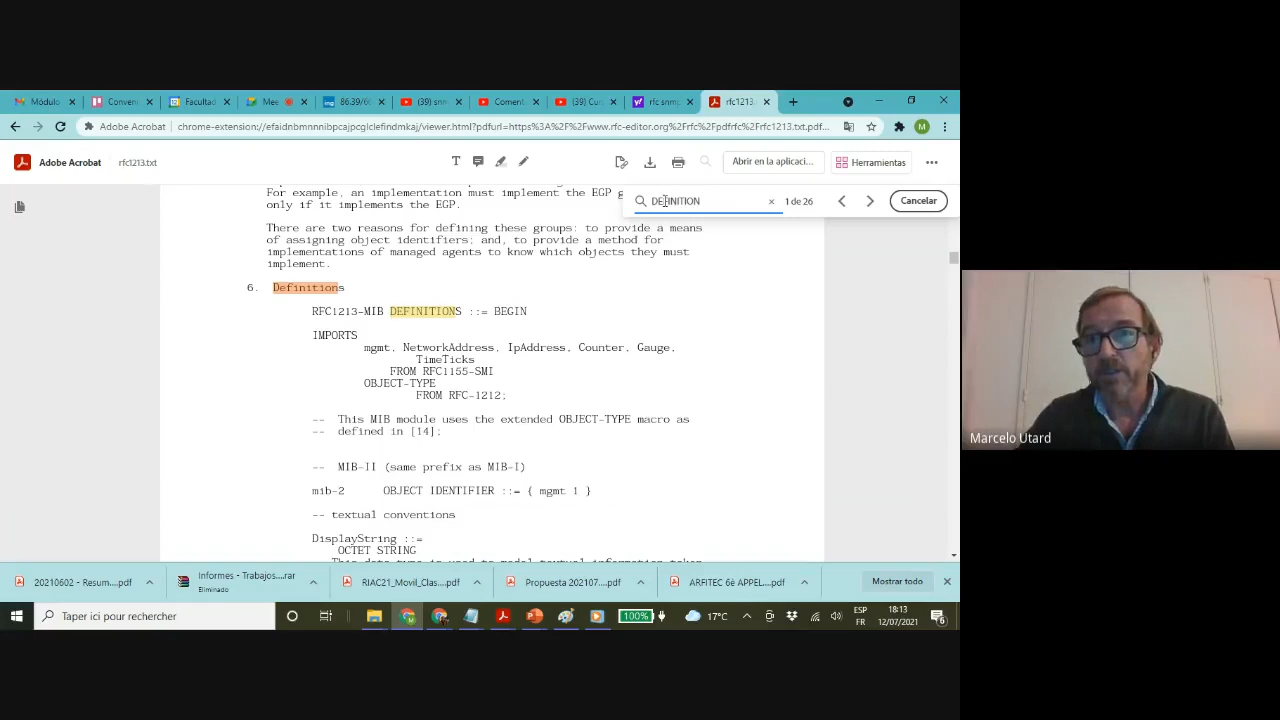 Módulo
Convenc
Facultad
Mee
86.39/60
(39) snm
Coment
(39) Cur
rfc snmp
rfc1213.
Adobe Acrobat
chrome-extension://efaidnbmnnnibpcajpcglclefindmkaj/viewer.html?pdfurl=https%3A%2F%2Fwww.rfc-editor.org%2Frfc%2Fpdfrfc%2Frfc1213.txt.pdf...
M
Adobe Acrobat
rfc1213.txt
Abrir en la aplicaci...
Herramientas
For example, an implementation must implement the EGP g
only if it implements the EGP.
DEFINITION
1 de 26
Cancelar
There are two reasons for defining these groups: to provide a means
of assigning object identifiers; and, to provide a method for
implementations of managed agents to know which objects they must
implement.
6. Definitions
RFC1213-MIB DEFINITIONS ::= BEGIN
IMPORTS
mgmt, NetworkAddress, IpAddress, Counter, Gauge,
TimeTicks
FROM RFC1155-SMI
OBJECT-TYPE
FROM RFC-1212;
-- This MIB module uses the extended OBJECT-TYPE macro as
-- defined in [14];
-- MIB-II (same prefix as MIB-I)
mib-2 OBJECT IDENTIFIER ::= { mgmt 1 }
-- textual conventions
DisplayString ::=
OCTET STRING
Marcelo Utard
20210602 - Resum....pdf
Informes - Trabajos....rar
Eliminado
RIAC21_Movil_Clas....pdf
Propuesta 202107....pdf
ARFITEC 6è APPEL....pdf
Mostrar todo
Taper ici pour rechercher
100%
17°C
ESP
FR
18:13
12/07/2021
6